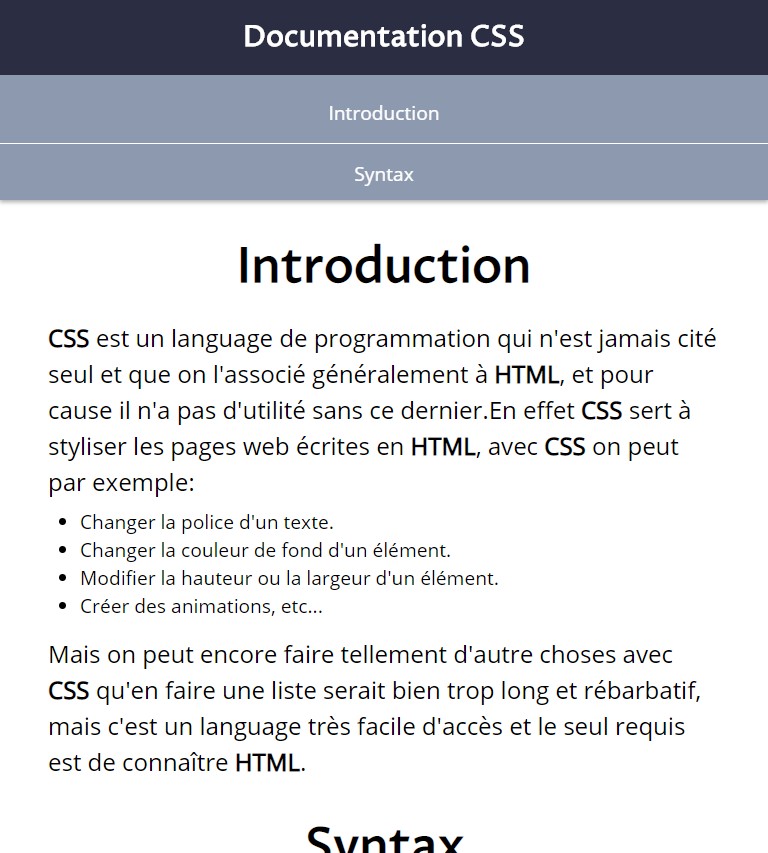 Documentation CSS
Introduction
Syntax
Introduction
CSS est un language de programmation qui n'est jamais cité
seul et que on l'associé généralement à HTML, et pour
cause il n'a pas d'utilité sans ce dernier.En effet CSS sert à
styliser les pages web écrites en HTML, avec CSS on peut
par exemple:
• Changer la police d'un texte.
• Changer la couleur de fond d'un élément.
• Modifier la hauteur ou la largeur d'un élément.
• Créer des animations, etc...
Mais on peut encore faire tellement d'autre choses avec
CSS qu'en faire une liste serait bien trop long et rébarbatif,
mais c'est un language très facile d'accès et le seul requis
est de connaître HTML.
Syntax